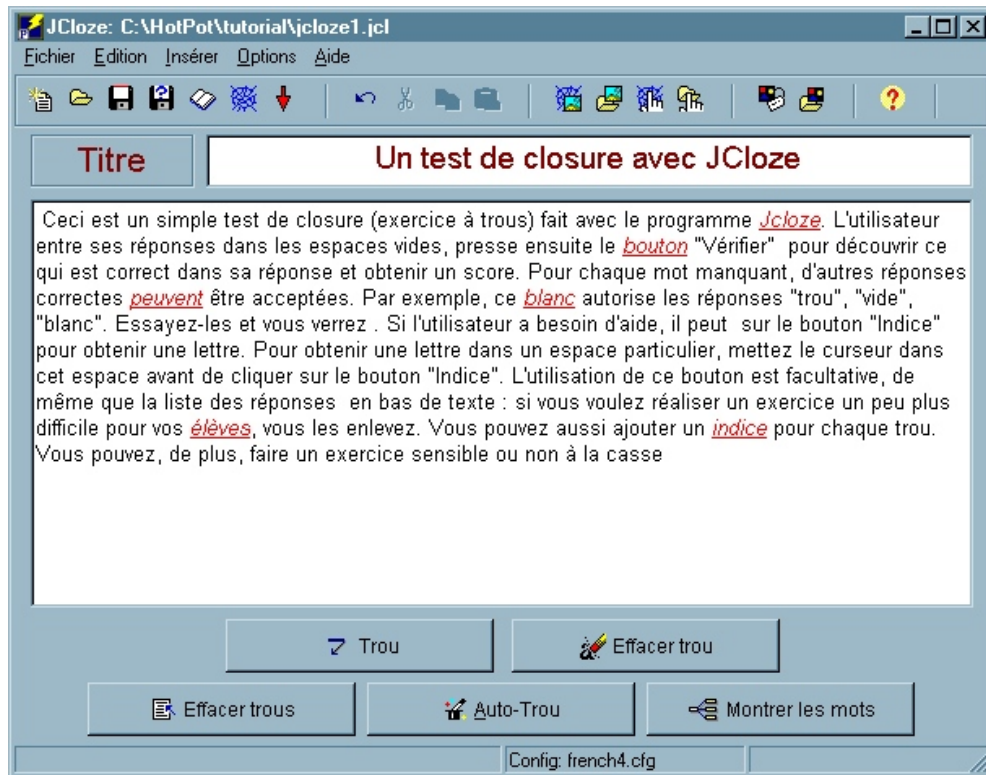 JCloze: C:\HotPot\tutorial\jcloze1.jcl
Fichier Edition Insérer Options Aide
Titre
Un test de closure avec JCloze
Ceci est un simple test de closure (exercice à trous) fait avec le programme Jcloze. L'utilisateur
entre ses réponses dans les espaces vides, presse ensuite le bouton "Vérifier" pour découvrir ce
qui est correct dans sa réponse et obtenir un score. Pour chaque mot manquant, d'autres réponses
correctes peuvent être acceptées. Par exemple, ce blanc autorise les réponses "trou", "vide",
"blanc". Essayez-les et vous verrez . Si l'utilisateur a besoin d'aide, il peut sur le bouton "Indice"
pour obtenir une lettre. Pour obtenir une lettre dans un espace particulier, mettez le curseur dans
cet espace avant de cliquer sur le bouton "Indice". L'utilisation de ce bouton est facultative, de
même que la liste des réponses en bas de texte : si vous voulez réaliser un exercice un peu plus
difficile pour vos élèves, vous les enlevez. Vous pouvez aussi ajouter un indice pour chaque trou.
Vous pouvez, de plus, faire un exercice sensible ou non à la casse
Trou
Effacer trou
Effacer trous
Auto-Trou
Montrer les mots
Config: french4.cfg